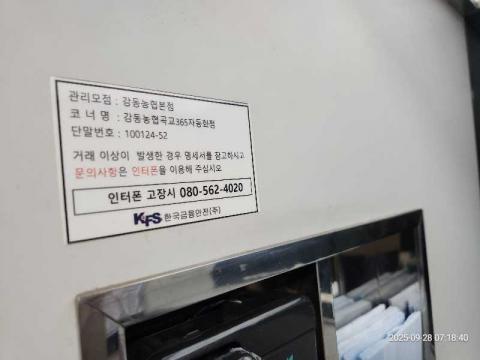 관리모점 : 감동농협본점
코 너 명 : 감동농협곡교365자동화점
단말번호 : 100124-52
거래 이상이 발생한 경우 명세서를 참고하시고
문의사항은 인터폰을 이용해 주십시오
인터폰 고장시 080-562-4020
KFS 한국금융안전(주)
2025-09-28 07:18:40